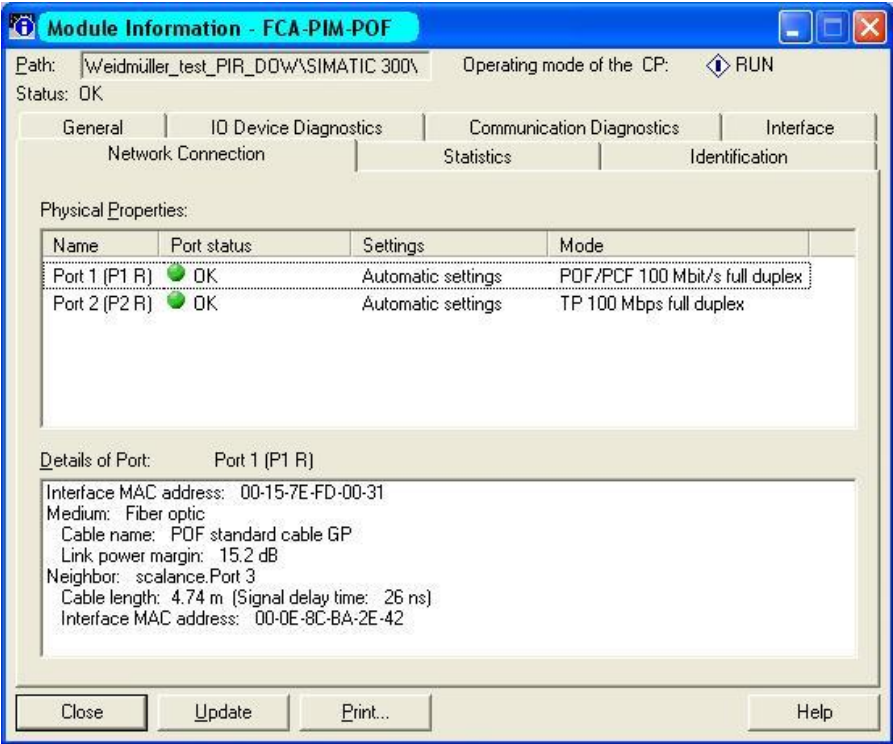 Module Information - FCA-PIM-POF
Path: Weidmüller_test_PIR_DOW\SIMATIC 300\ Operating mode of the CP: RUN
Status: OK
General IO Device Diagnostics Communication Diagnostics Interface
Network Connection Statistics Identification
Physical Properties:
Name Port status Settings Mode
Port 1 (P1 R) OK Automatic settings POF/PCF 100 Mbit/s full duplex
Port 2 (P2 R) OK Automatic settings TP 100 Mbps full duplex
Details of Port: Port 1 (P1 R)
Interface MAC address: 00-15-7E-FD-00-31
Medium: Fiber optic
Cable name: POF standard cable GP
Link power margin: 15.2 dB
Neighbor: scalance.Port 3
Cable length: 4.74 m (Signal delay time: 26 ns)
Interface MAC address: 00-0E-8C-BA-2E-42
Close Update Print... Help